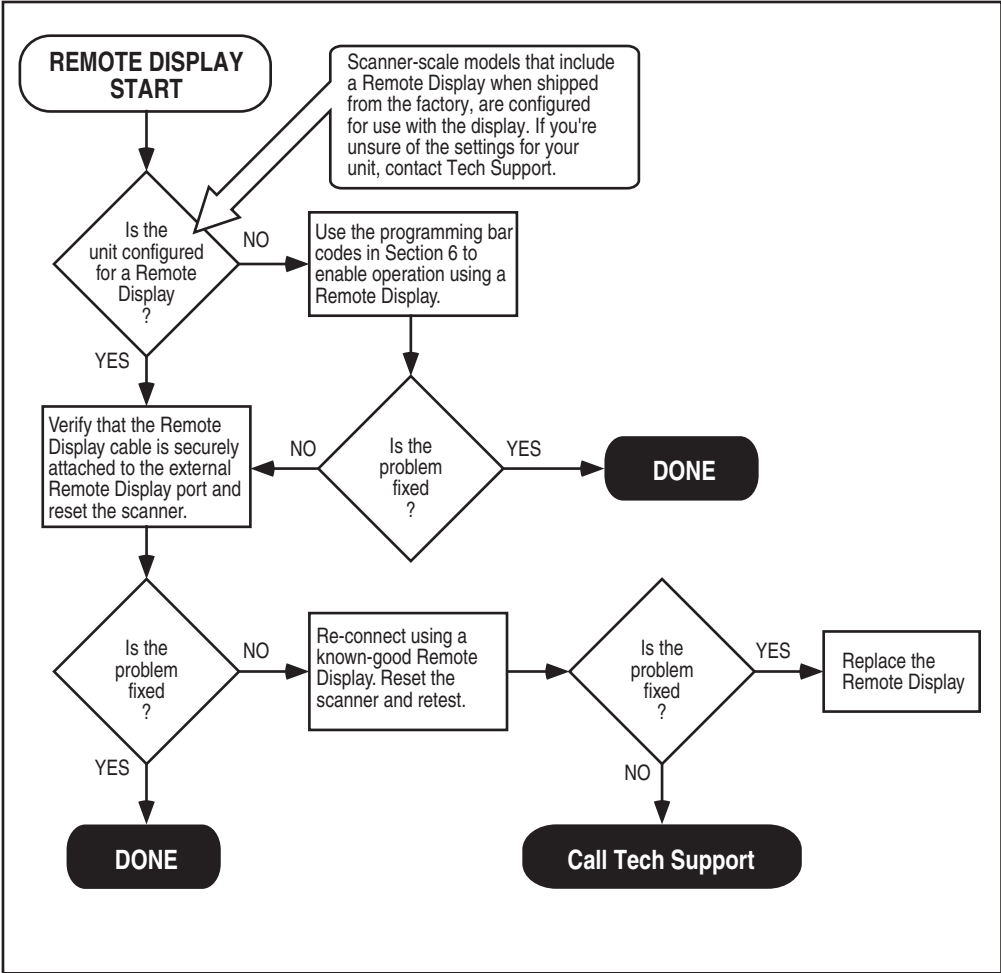 REMOTE DISPLAY
START
Scanner-scale models that include
a Remote Display when shipped
from the factory, are configured
for use with the display. If you're
unsure of the settings for your
unit, contact Tech Support.
Is the
unit configured
for a Remote
Display
?
NO
Use the programming bar
codes in Section 6 to
enable operation using a
Remote Display.
YES
Verify that the Remote
Display cable is securely
attached to the external
Remote Display port and
reset the scanner.
NO
Is the
problem
fixed
?
YES
DONE
Is the
problem
fixed
?
NO
Re-connect using a
known-good Remote
Display. Reset the
scanner and retest.
Is the
problem
fixed
?
YES
Replace the
Remote Display
YES
NO
DONE
Call Tech Support